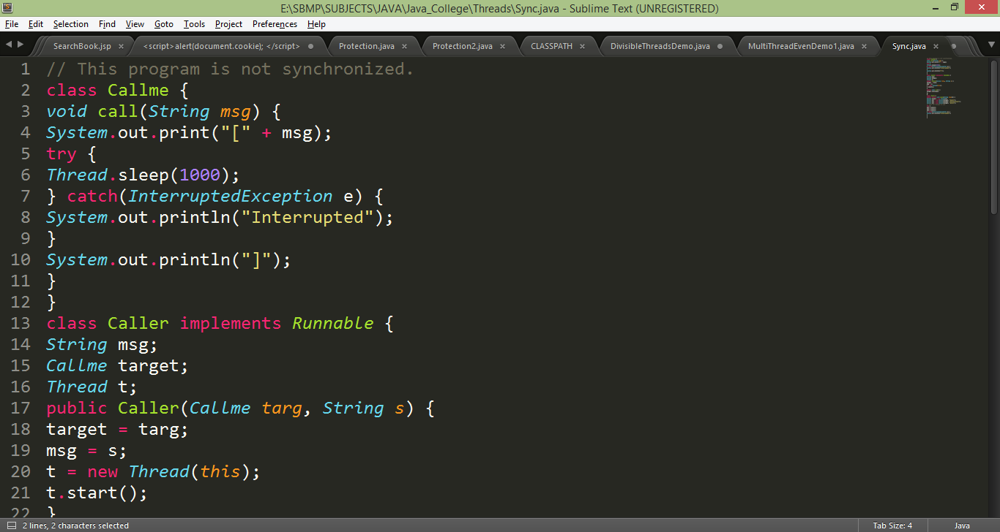 E:\SBMP\SUBJECTS\JAVA\Java_College\Threads\Sync.java - Sublime Text (UNREGISTERED)
File Edit Selection Find View Goto Tools Project Preferences Help
SearchBook.jsp × <script>alert(document.cookie); </script> Protection.java × Protection2.java × CLASSPATH × DivisibleThreadsDemo.java MultiThreadEvenDemo1.java × Sync.java ×
1 // This program is not synchronized.
2 class Callme {
3 void call(String msg) {
4 System.out.print("[" + msg);
5 try {
6 Thread.sleep(1000);
7 } catch(InterruptedException e) {
8 System.out.println("Interrupted");
9 }
10 System.out.println("]");
11 }
12 }
13 class Caller implements Runnable {
14 String msg;
15 Callme target;
16 Thread t;
17 public Caller(Callme targ, String s) {
18 target = targ;
19 msg = s;
20 t = new Thread(this);
21 t.start();
22 }
2 lines, 2 characters selected Tab Size: 4 Java